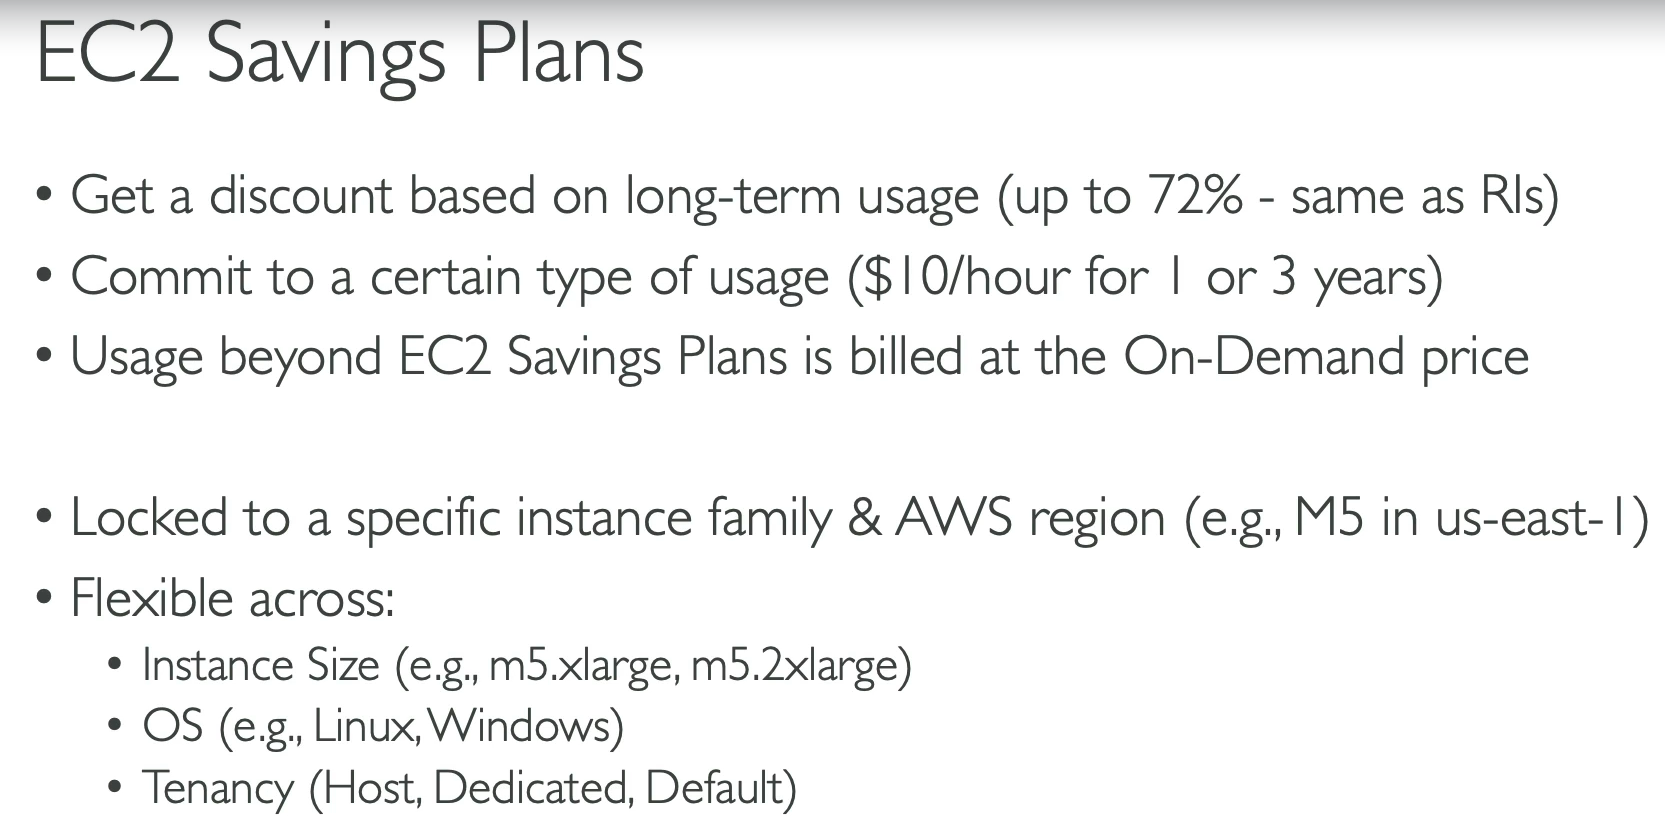 EC2 Savings Plans
• Get a discount based on long-term usage (up to 72% - same as RIs)
• Commit to a certain type of usage ($10/hour for 1 or 3 years)
• Usage beyond EC2 Savings Plans is billed at the On-Demand price
• Locked to a specific instance family & AWS region (e.g., M5 in us-east-1)
• Flexible across:
• Instance Size (e.g., m5.xlarge, m5.2xlarge)
• OS (e.g., Linux, Windows)
• Tenancy (Host, Dedicated, Default)